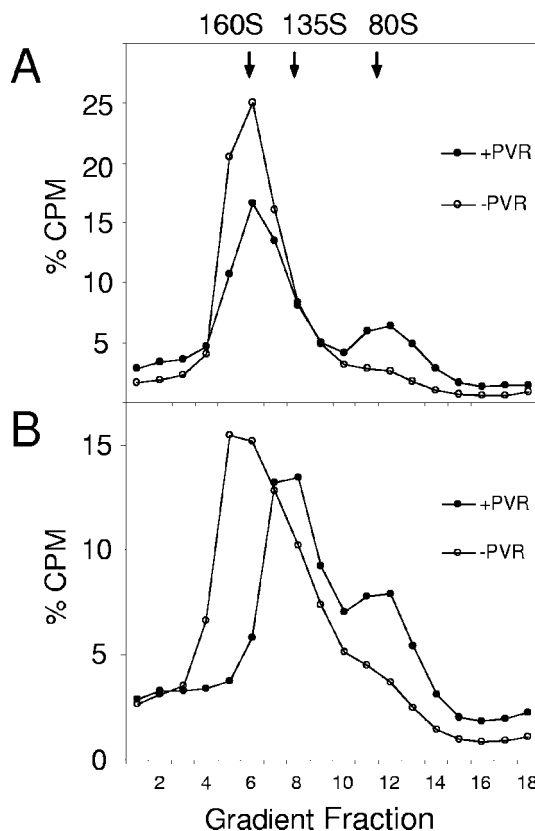 160S 135S 80S
A
25
20
15
10
5
% CPM
+PVR
-PVR
B
15
10
5
0
% CPM
+PVR
-PVR
2 4 6 8 10 12 14 16 18
Gradient Fraction